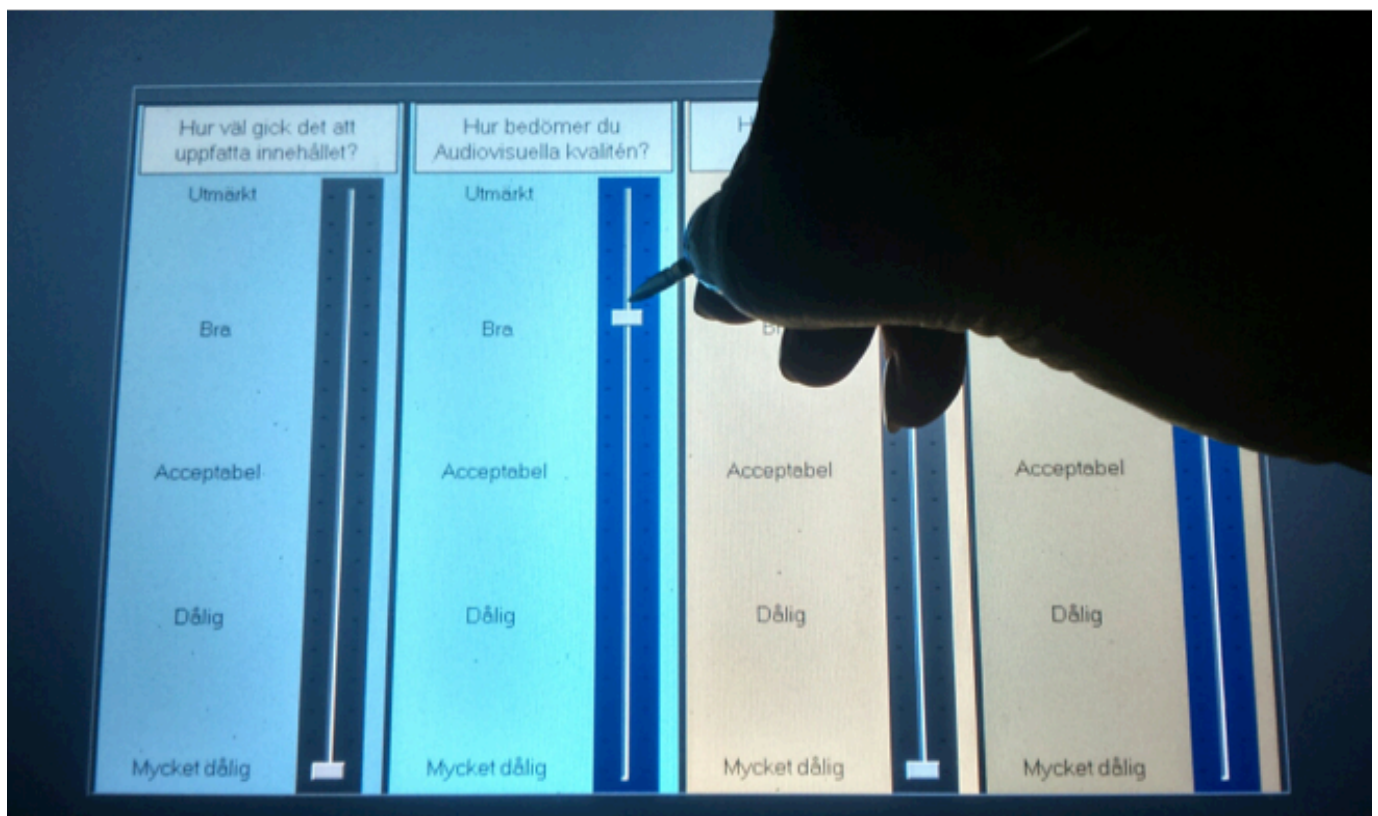 Hur väl gick det att
uppfatta innehållet?
Utmärkt
Bra
Acceptabel
Dålig
Mycket dålig
Hur bedömer du
Audiovisuella kvalitén?
Utmärkt
Bra
Acceptabel
Dålig
Mycket dålig
Acceptabel
Dålig
Mycket dålig
Acceptabel
Dålig
Mycket dålig